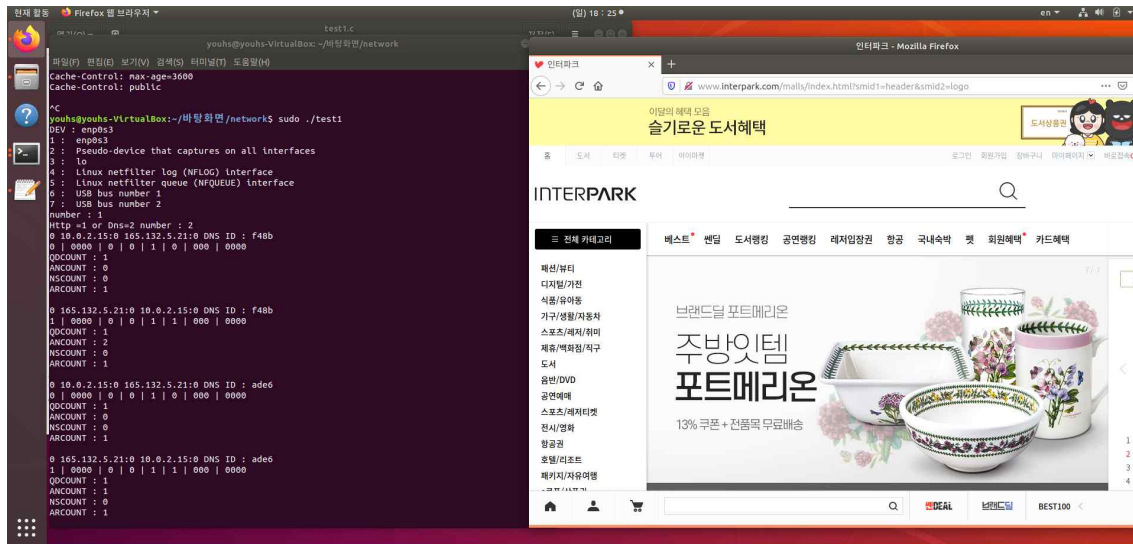 현재 활동
Firefox 웹 브라우저
(일) 18 : 25
en
test1.c
youhs@youhs-VirtualBox: ~/바탕화면/network
파일(F) 편집(E) 보기(V) 검색(S) 터미널(T) 도움말(H)
Cache-Control: max-age=3600
Cache-Control: public
^C
youhs@youhs-VirtualBox:~/바탕화면/network$ sudo ./test1
DEV : enp0s3
1 : enp0s3
2 : Pseudo-device that captures on all interfaces
3 : lo
4 : Linux netfilter log (NFLOG) interface
5 : Linux netfilter queue (NFQUEUE) interface
6 : USB bus number 1
7 : USB bus number 2
number : 1
Http =1 or Dns=2 number : 2
0 10.0.2.15:0 165.132.5.21:0 DNS ID : f48b
0 | 0000 | 0 | 0 | 1 | 0 | 000 | 0000
QDCOUNT : 1
ANCOUNT : 0
NSCOUNT : 0
ARCOUNT : 1
0 165.132.5.21:0 10.0.2.15:0 DNS ID : f48b
1 | 0000 | 0 | 0 | 1 | 1 | 000 | 0000
QDCOUNT : 1
ANCOUNT : 2
NSCOUNT : 0
ARCOUNT : 1
0 10.0.2.15:0 165.132.5.21:0 DNS ID : ade6
0 | 0000 | 0 | 0 | 1 | 0 | 000 | 0000
QDCOUNT : 1
ANCOUNT : 0
NSCOUNT : 0
ARCOUNT : 1
0 165.132.5.21:0 10.0.2.15:0 DNS ID : ade6
1 | 0000 | 0 | 0 | 1 | 1 | 000 | 0000
QDCOUNT : 1
ANCOUNT : 1
NSCOUNT : 0
ARCOUNT : 1
인터파크 - Mozilla Firefox
인터파크
www.interpark.com/malls/index.html?smid1=header&smid2=logo
이달의 혜택 모음
슬기로운 도서혜택
도서상품권
홈 도서 티켓 투어 아이마켓
로그인 회원가입 장바구니 마이페이지 바로접속
INTERPARK
전체 카테고리
베스트 쎈딜 도서랭킹 공연랭킹 레저입장권 항공 국내숙박 펫 회원혜택 카드혜택
패션/뷰티
디지털/가전
식품/유아동
가구/생활/자동차
스포츠/레저/취미
제휴/백화점/직구
도서
음반/DVD
공연예매
스포츠/레저티켓
전시/영화
항공권
호텔/리조트
패키지/자유여행
브랜드딜 포트메리온
주방잇템
포트메리온
13% 쿠폰 + 전품목 무료배송
1
2
3
4
쎈DEAL
브랜드딜
BEST100